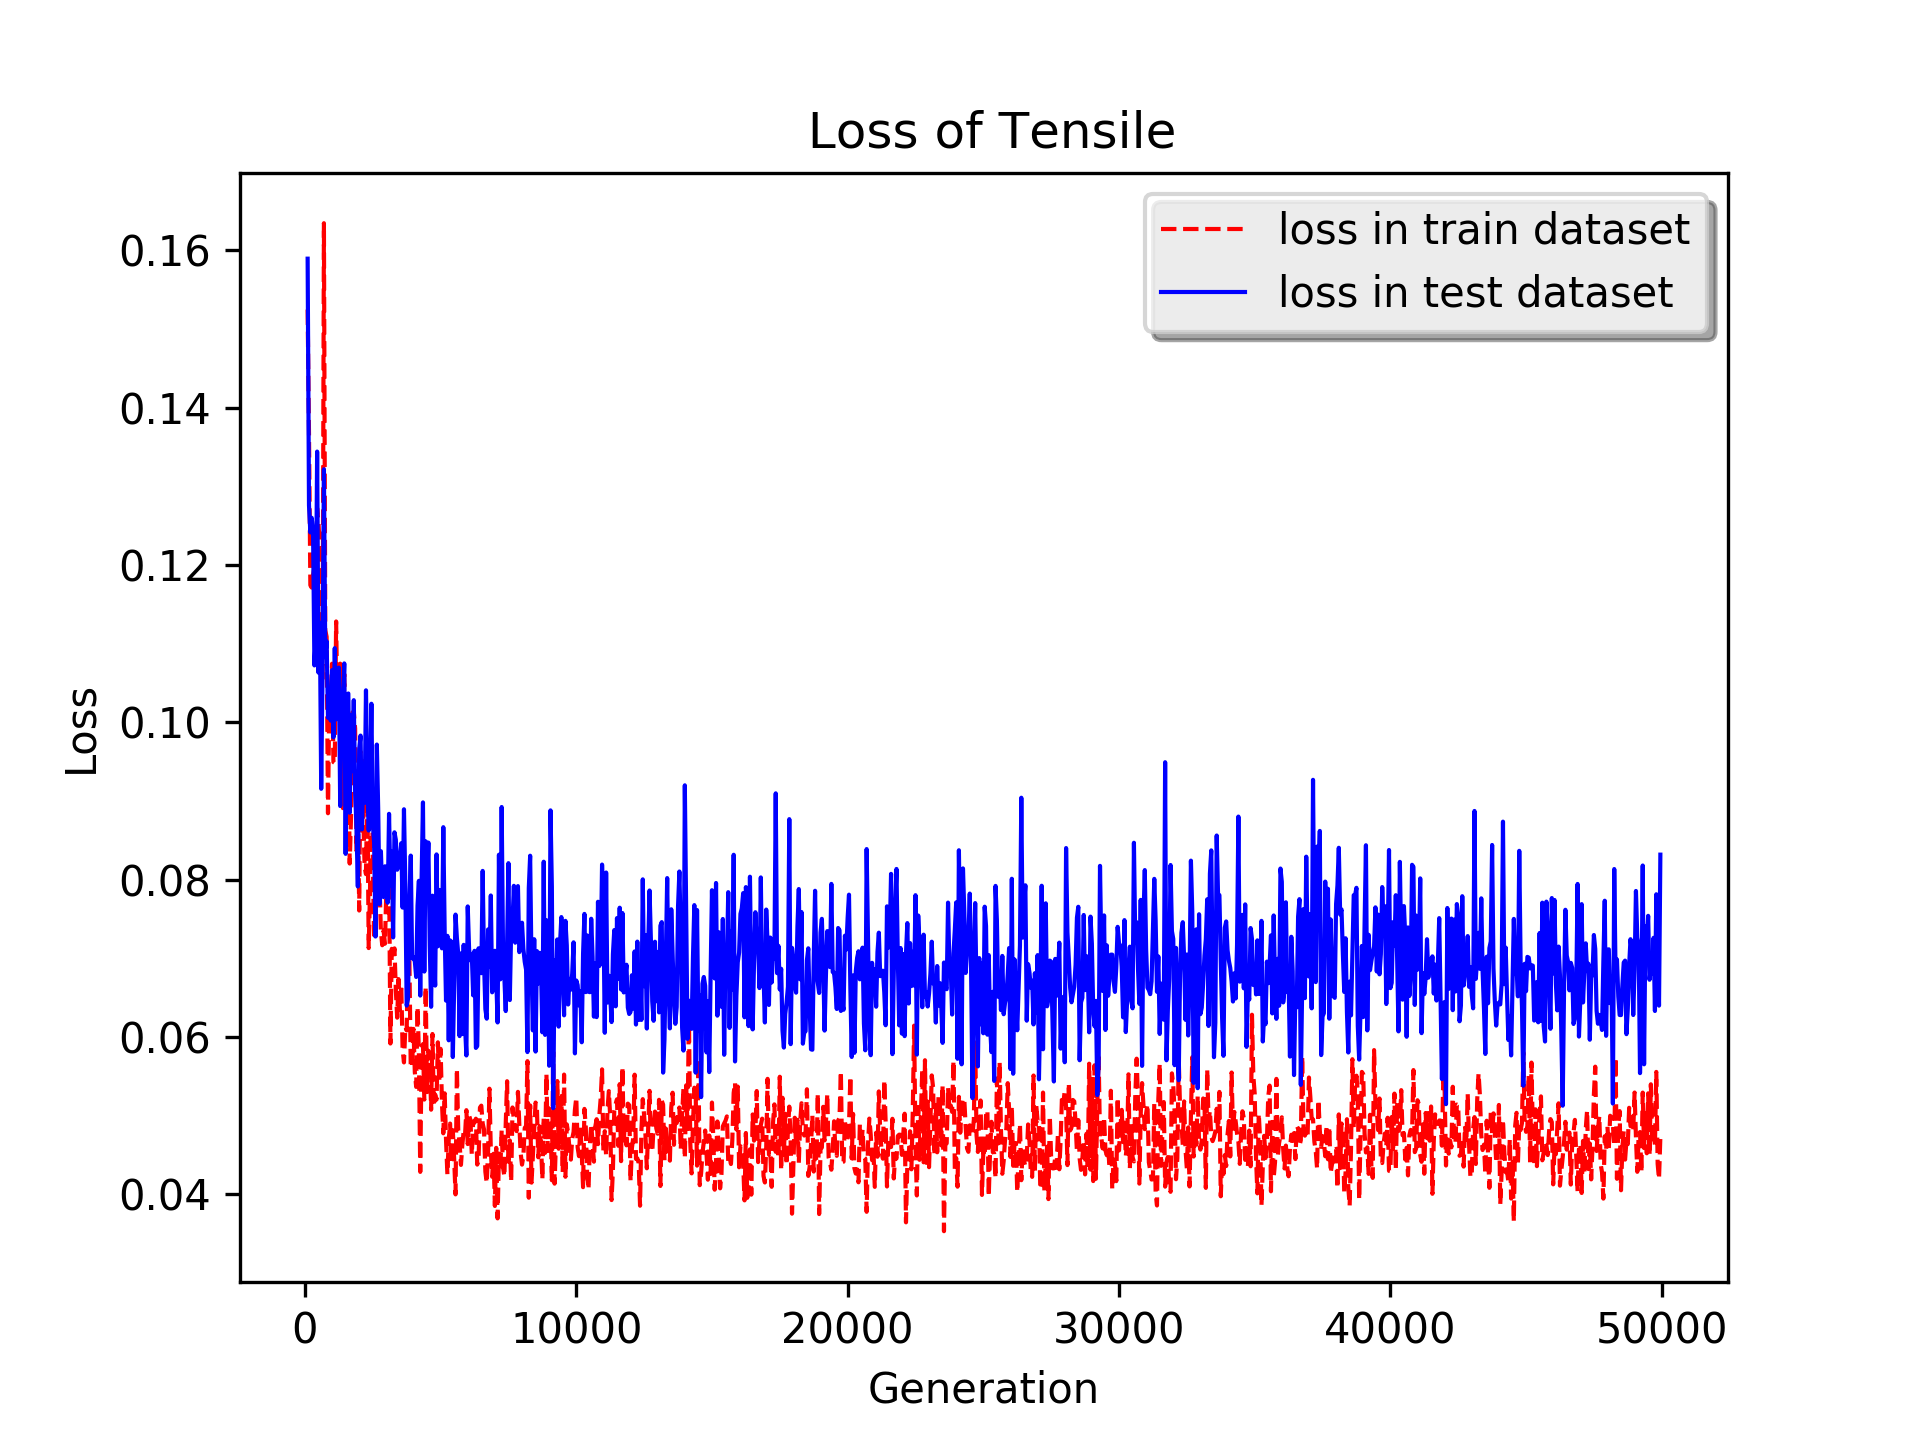 Loss of Tensile
loss in train dataset
loss in test dataset
0.16
0.14
0.12
0.10
0.08
0.06
0.04
Loss
0 10000 20000 30000 40000 50000
Generation